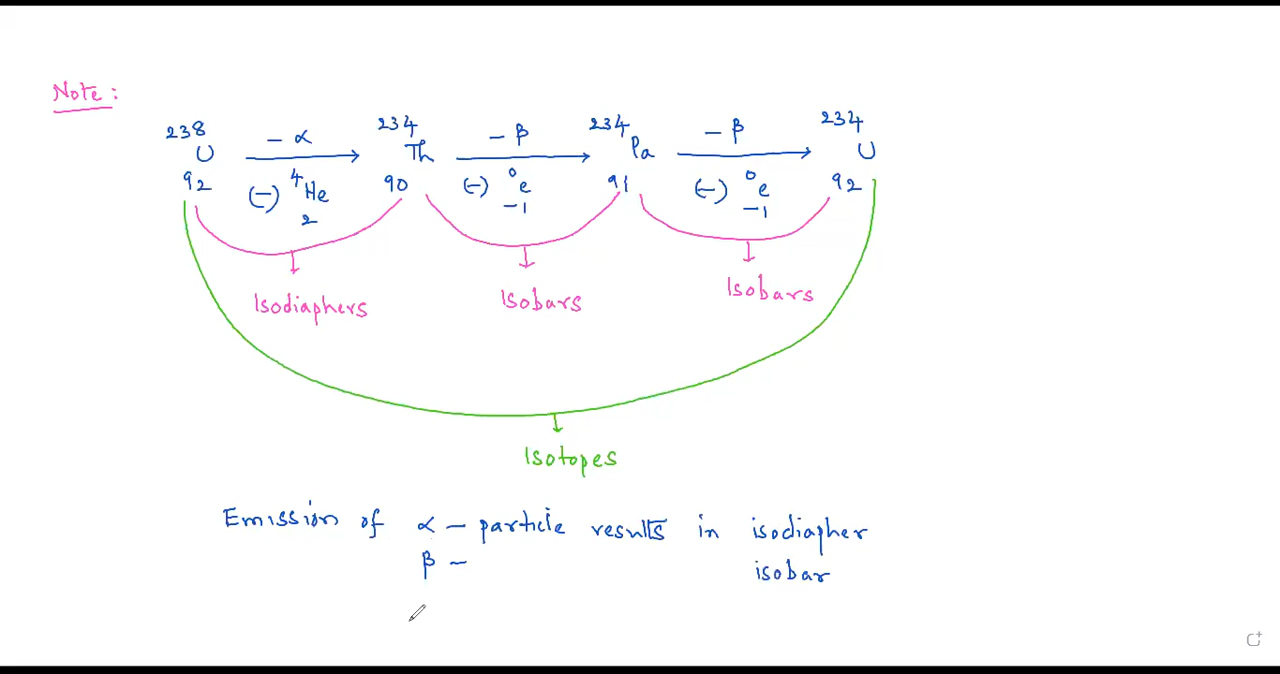 Note:
238 234 234 234
U - α Th - β Pa - β U
92 (-) 4 He 2 90 (-) 0 e -1 91 (-) 0 e -1 92
Isodiaphers Isobars Isobars
Isotopes
Emission of α - particle results in isodiapher
β - isobar